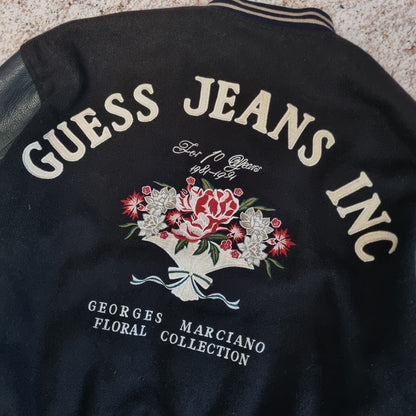 GUESS JEANS INC
For 10 Years
1981-1991
GEORGES MARCIANO
FLORAL COLLECTION